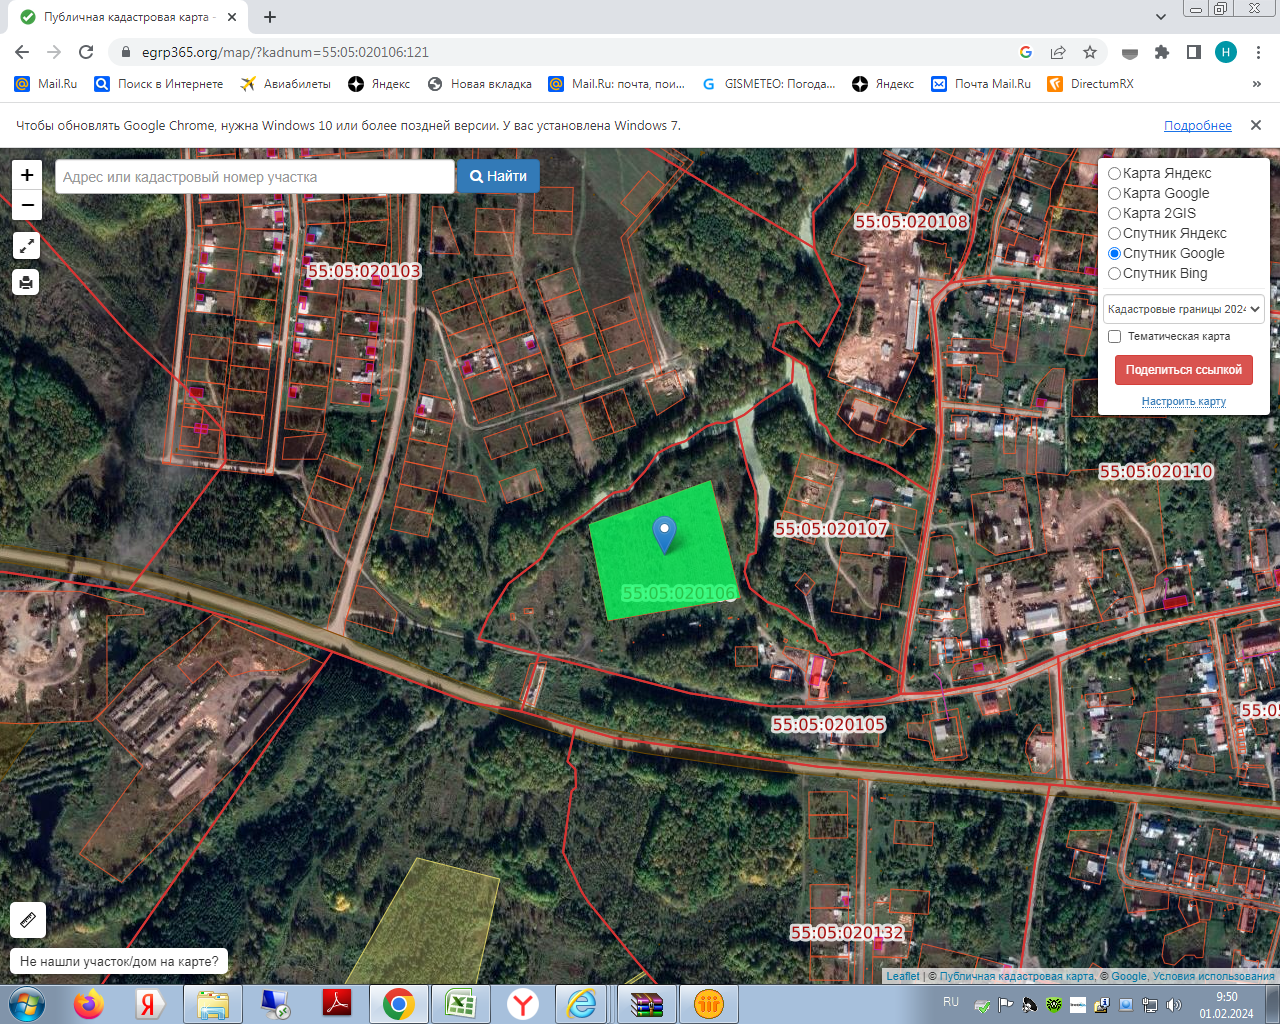 Публичная кадастровая карта -
egrp365.org/map/?kadnum=55:05:020106:121
Н
Mail.Ru
Поиск в Интернете
Авиабилеты
Яндекс
Новая вкладка
Mail.Ru: почта, пои...
GISMETEO: Погода...
Яндекс
Почта Mail.Ru
DirectumRX
»
Чтобы обновлять Google Chrome, нужна Windows 10 или более поздней версии. У вас установлена Windows 7.
Подробнее
+
−
Адрес или кадастровый номер участка
Найти
Карта Яндекс
Карта Google
Карта 2GIS
Спутник Яндекс
Спутник Google
Спутник Bing
Кадастровые границы 2024
Тематическая карта
Поделиться ссылкой
Настроить карту
55:05:020108
55:05:020103
55:05:020110
55:05:020107
55:05:020106
55:05:020105
55:05
55:05:020132
Не нашли участок/дом на карте?
Leaflet | © Публичная кадастровая карта, © Google, Условия использования
RU
9:50
01.02.2024